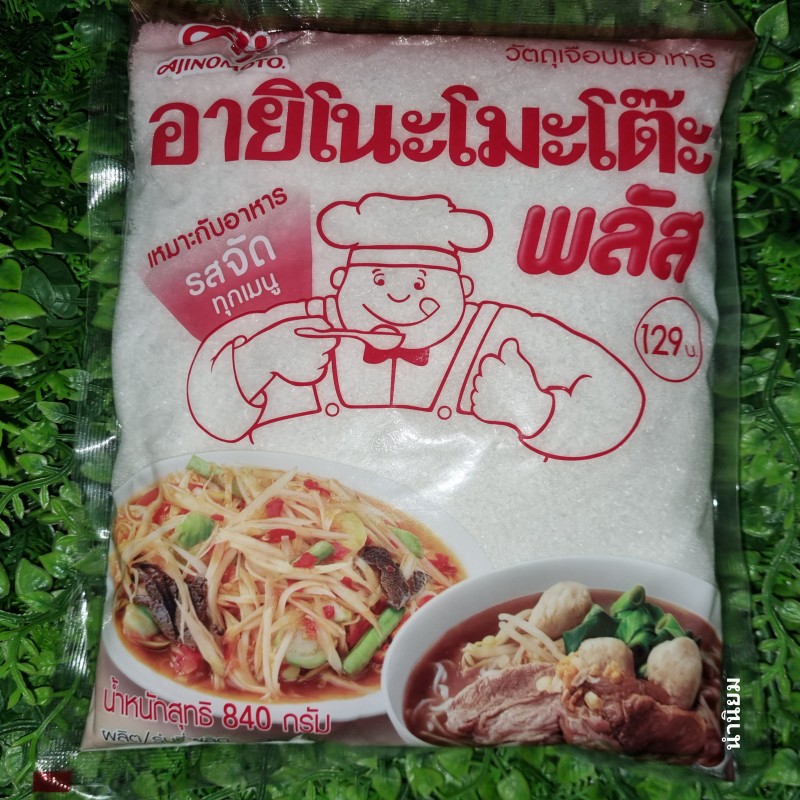 AJINOMOTO
วัตถุเจือปนอาหาร
อายิโนะโมะโต๊ะ
พลัส
เหมาะกับอาหาร
รสจัด
ทุกเมนู
129 บ.
น้ำหนักสุทธิ 840 กรัม
ผลิต/
นำนิยม